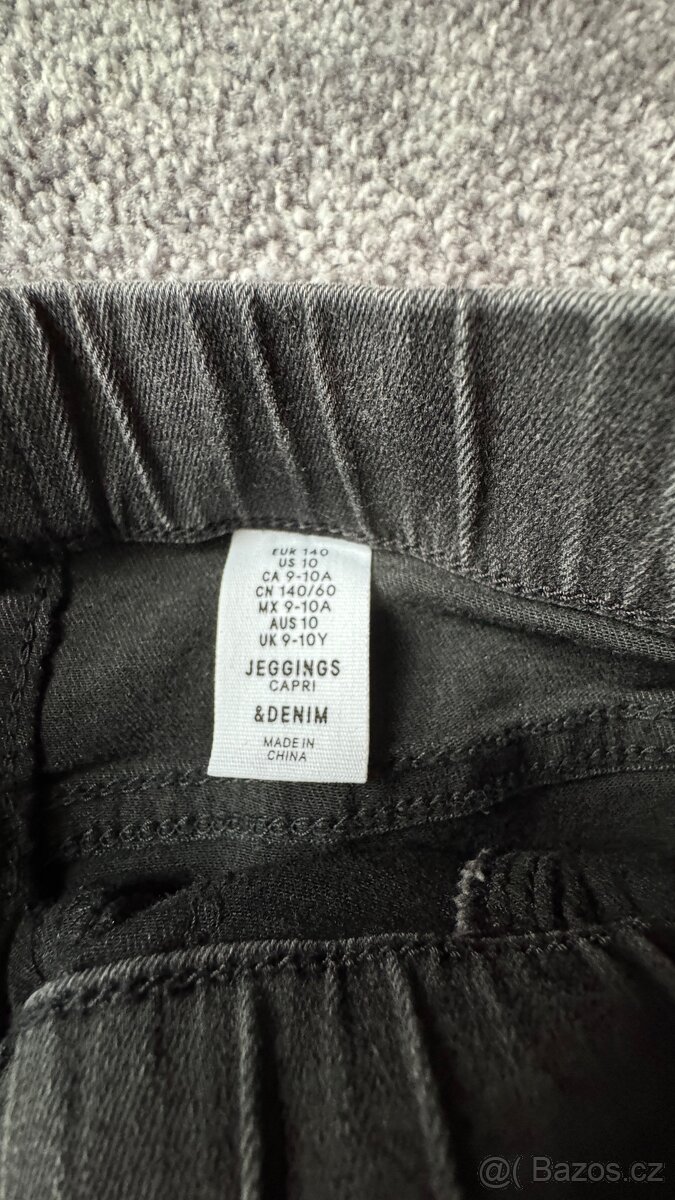 EUR 140
US 10
CA 9-10A
CN 140/60
MX 9-10A
AUS 10
UK 9-10Y
JEGGINGS
CAPRI
&DENIM
MADE IN
CHINA
@( Bazos.cz